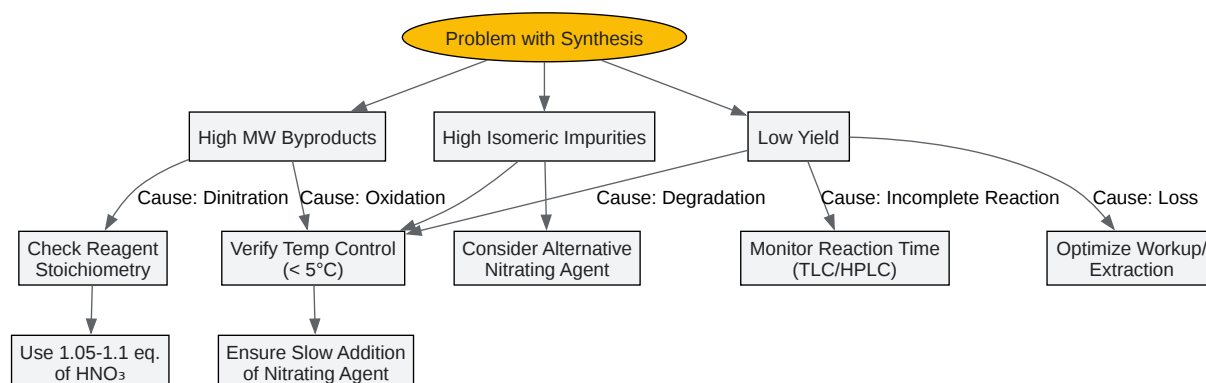 Problem with Synthesis
High MW Byproducts
High Isomeric Impurities
Low Yield
Cause: Dinitration
Cause: Oxidation
Cause: Degradation
Cause: Incomplete Reaction
Cause: Loss
Check Reagent
Stoichiometry
Verify Temp Control
(< 5°C)
Consider Alternative
Nitrating Agent
Monitor Reaction Time
(TLC/HPLC)
Optimize Workup/
Extraction
Use 1.05-1.1 eq.
of HNO₃
Ensure Slow Addition
of Nitrating Agent